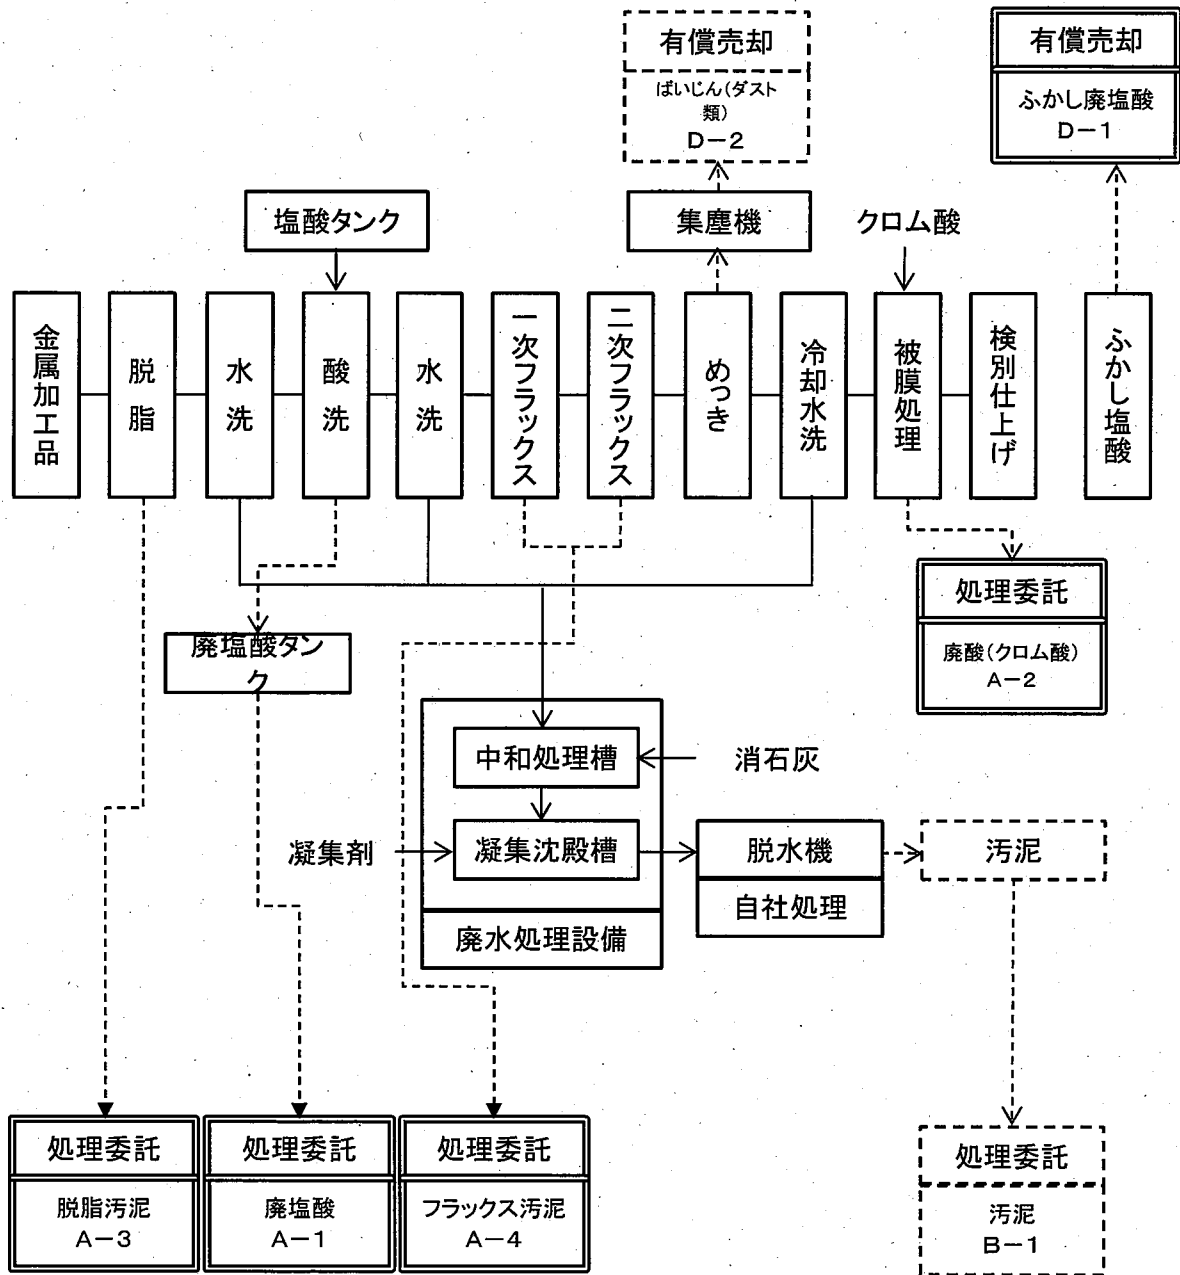 有償売却
ばいじん(ダスト
類)
D-2
有償売却
ふかし廃塩酸
D-1
塩酸タンク
集塵機
クロム酸
金属加工品
脱脂
水洗
酸洗
水洗
一次フラックス
二次フラックス
めっき
冷却水洗
被膜処理
検別仕上げ
ふかし塩酸
処理委託
廃酸(クロム酸)
A-2
廃塩酸タン
ク
中和処理槽
消石灰
凝集剤
凝集沈殿槽
脱水機
汚泥
自社処理
廃水処理設備
処理委託
脱脂汚泥
A-3
処理委託
廃塩酸
A-1
処理委託
フラックス汚泥
A-4
処理委託
汚泥
B-1